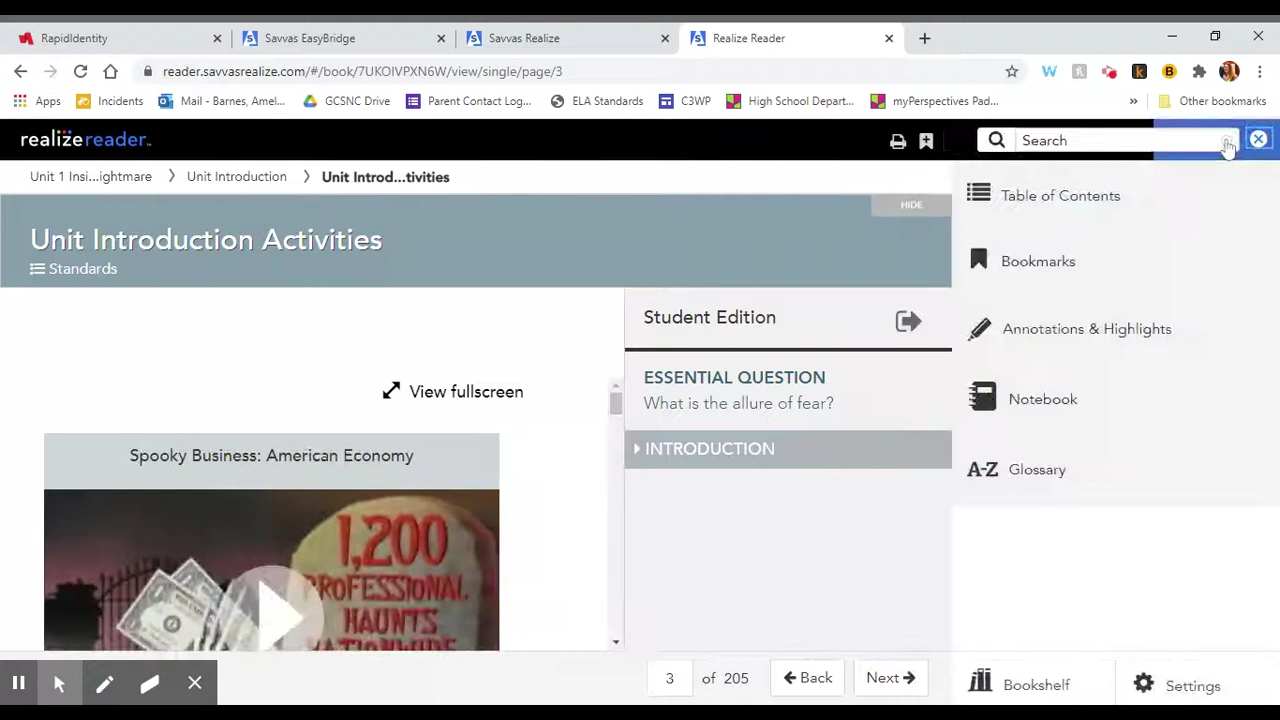 RapidIdentity
Savvas EasyBridge
Savvas Realize
Realize Reader
reader.savvasrealize.com/#/book/7UKOIVPXN6W/view/single/page/3
Apps
Incidents
Mail - Barnes, Amel...
GCSNC Drive
Parent Contact Log...
ELA Standards
C3WP
High School Depart...
myPerspectives Pad...
»
Other bookmarks
realizereader™
Search
Unit 1 Insi...ightmare
Unit Introduction
Unit Introd...tivities
HIDE
Unit Introduction Activities
Standards
Table of Contents
Bookmarks
Annotations & Highlights
Notebook
A-Z Glossary
Student Edition
ESSENTIAL QUESTION
What is the allure of fear?
INTRODUCTION
View fullscreen
Spooky Business: American Economy
1,200
PROFESSIONAL
HAUNTS
NATIONWIDE
3 of 205
Back
Next
Bookshelf
Settings